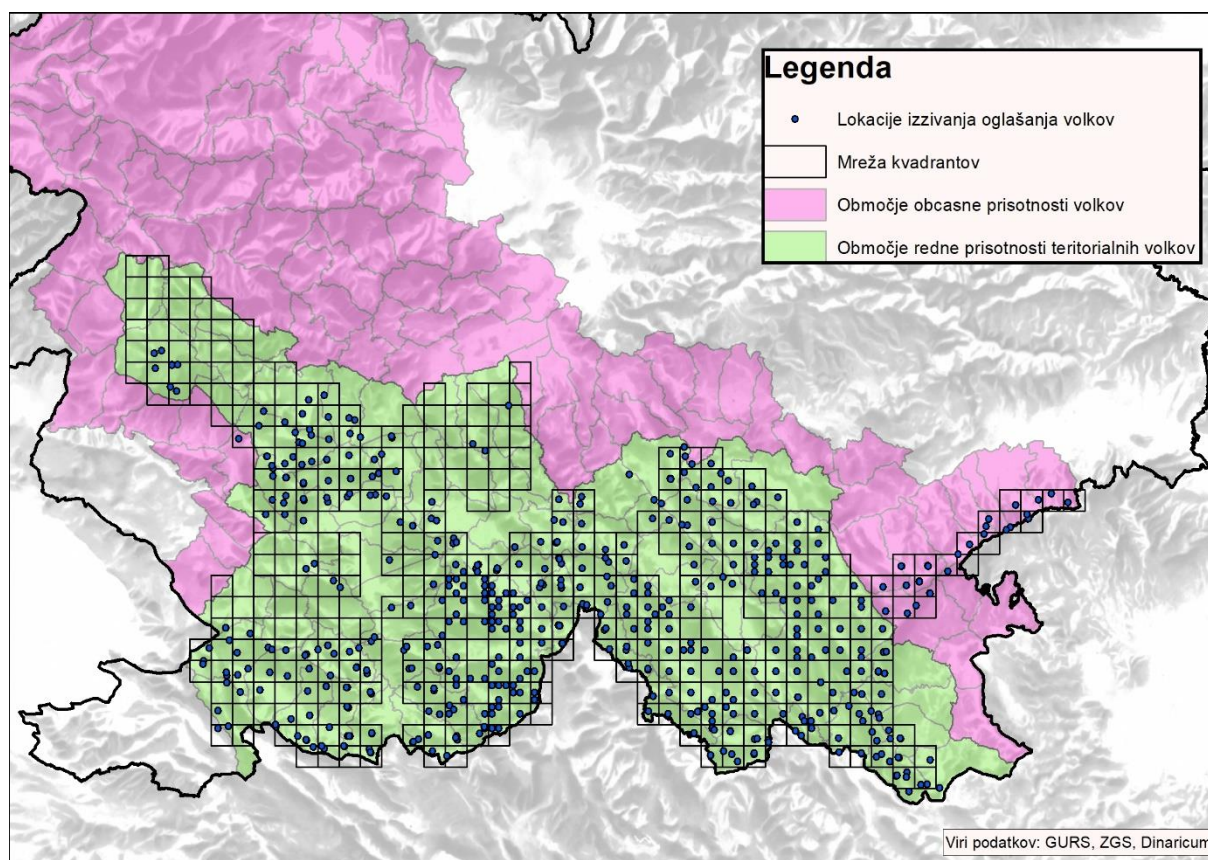 Legenda
Lokacije izzivanja oglašanja volkov
Mreža kvadrantov
Območje obcasne prisotnosti volkov
Območje redne prisotnosti teritorialnih volkov
Viri podatkov: GURS, ZGS, Dinaricum